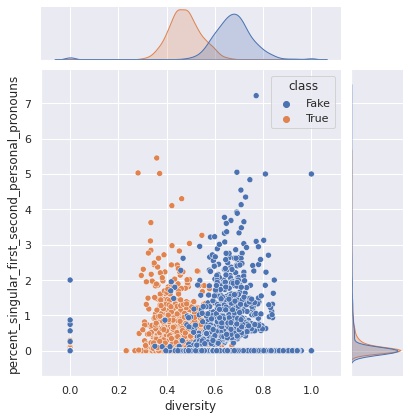 class
Fake
True
percent_singular_first_second_personal_pronouns
7
6
5
4
3
2
1
0
0.0 0.2 0.4 0.6 0.8 1.0
diversity